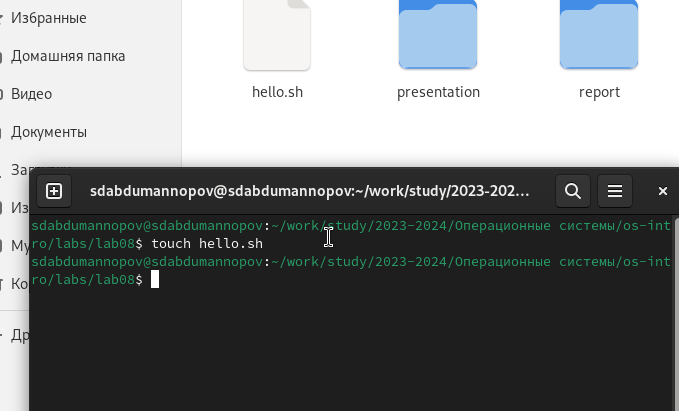 Избранные
Домашняя папка
Видео
Документы
hello.sh
presentation
report
sdabdumannopov@sdabdumannopov:~/work/study/2023-202...
sdabdumannopov@sdabdumannopov:~/work/study/2023-2024/Операционные системы/os-int
ro/labs/lab08$ touch hello.sh
sdabdumannopov@sdabdumannopov:~/work/study/2023-2024/Операционные системы/os-int
ro/labs/lab08$